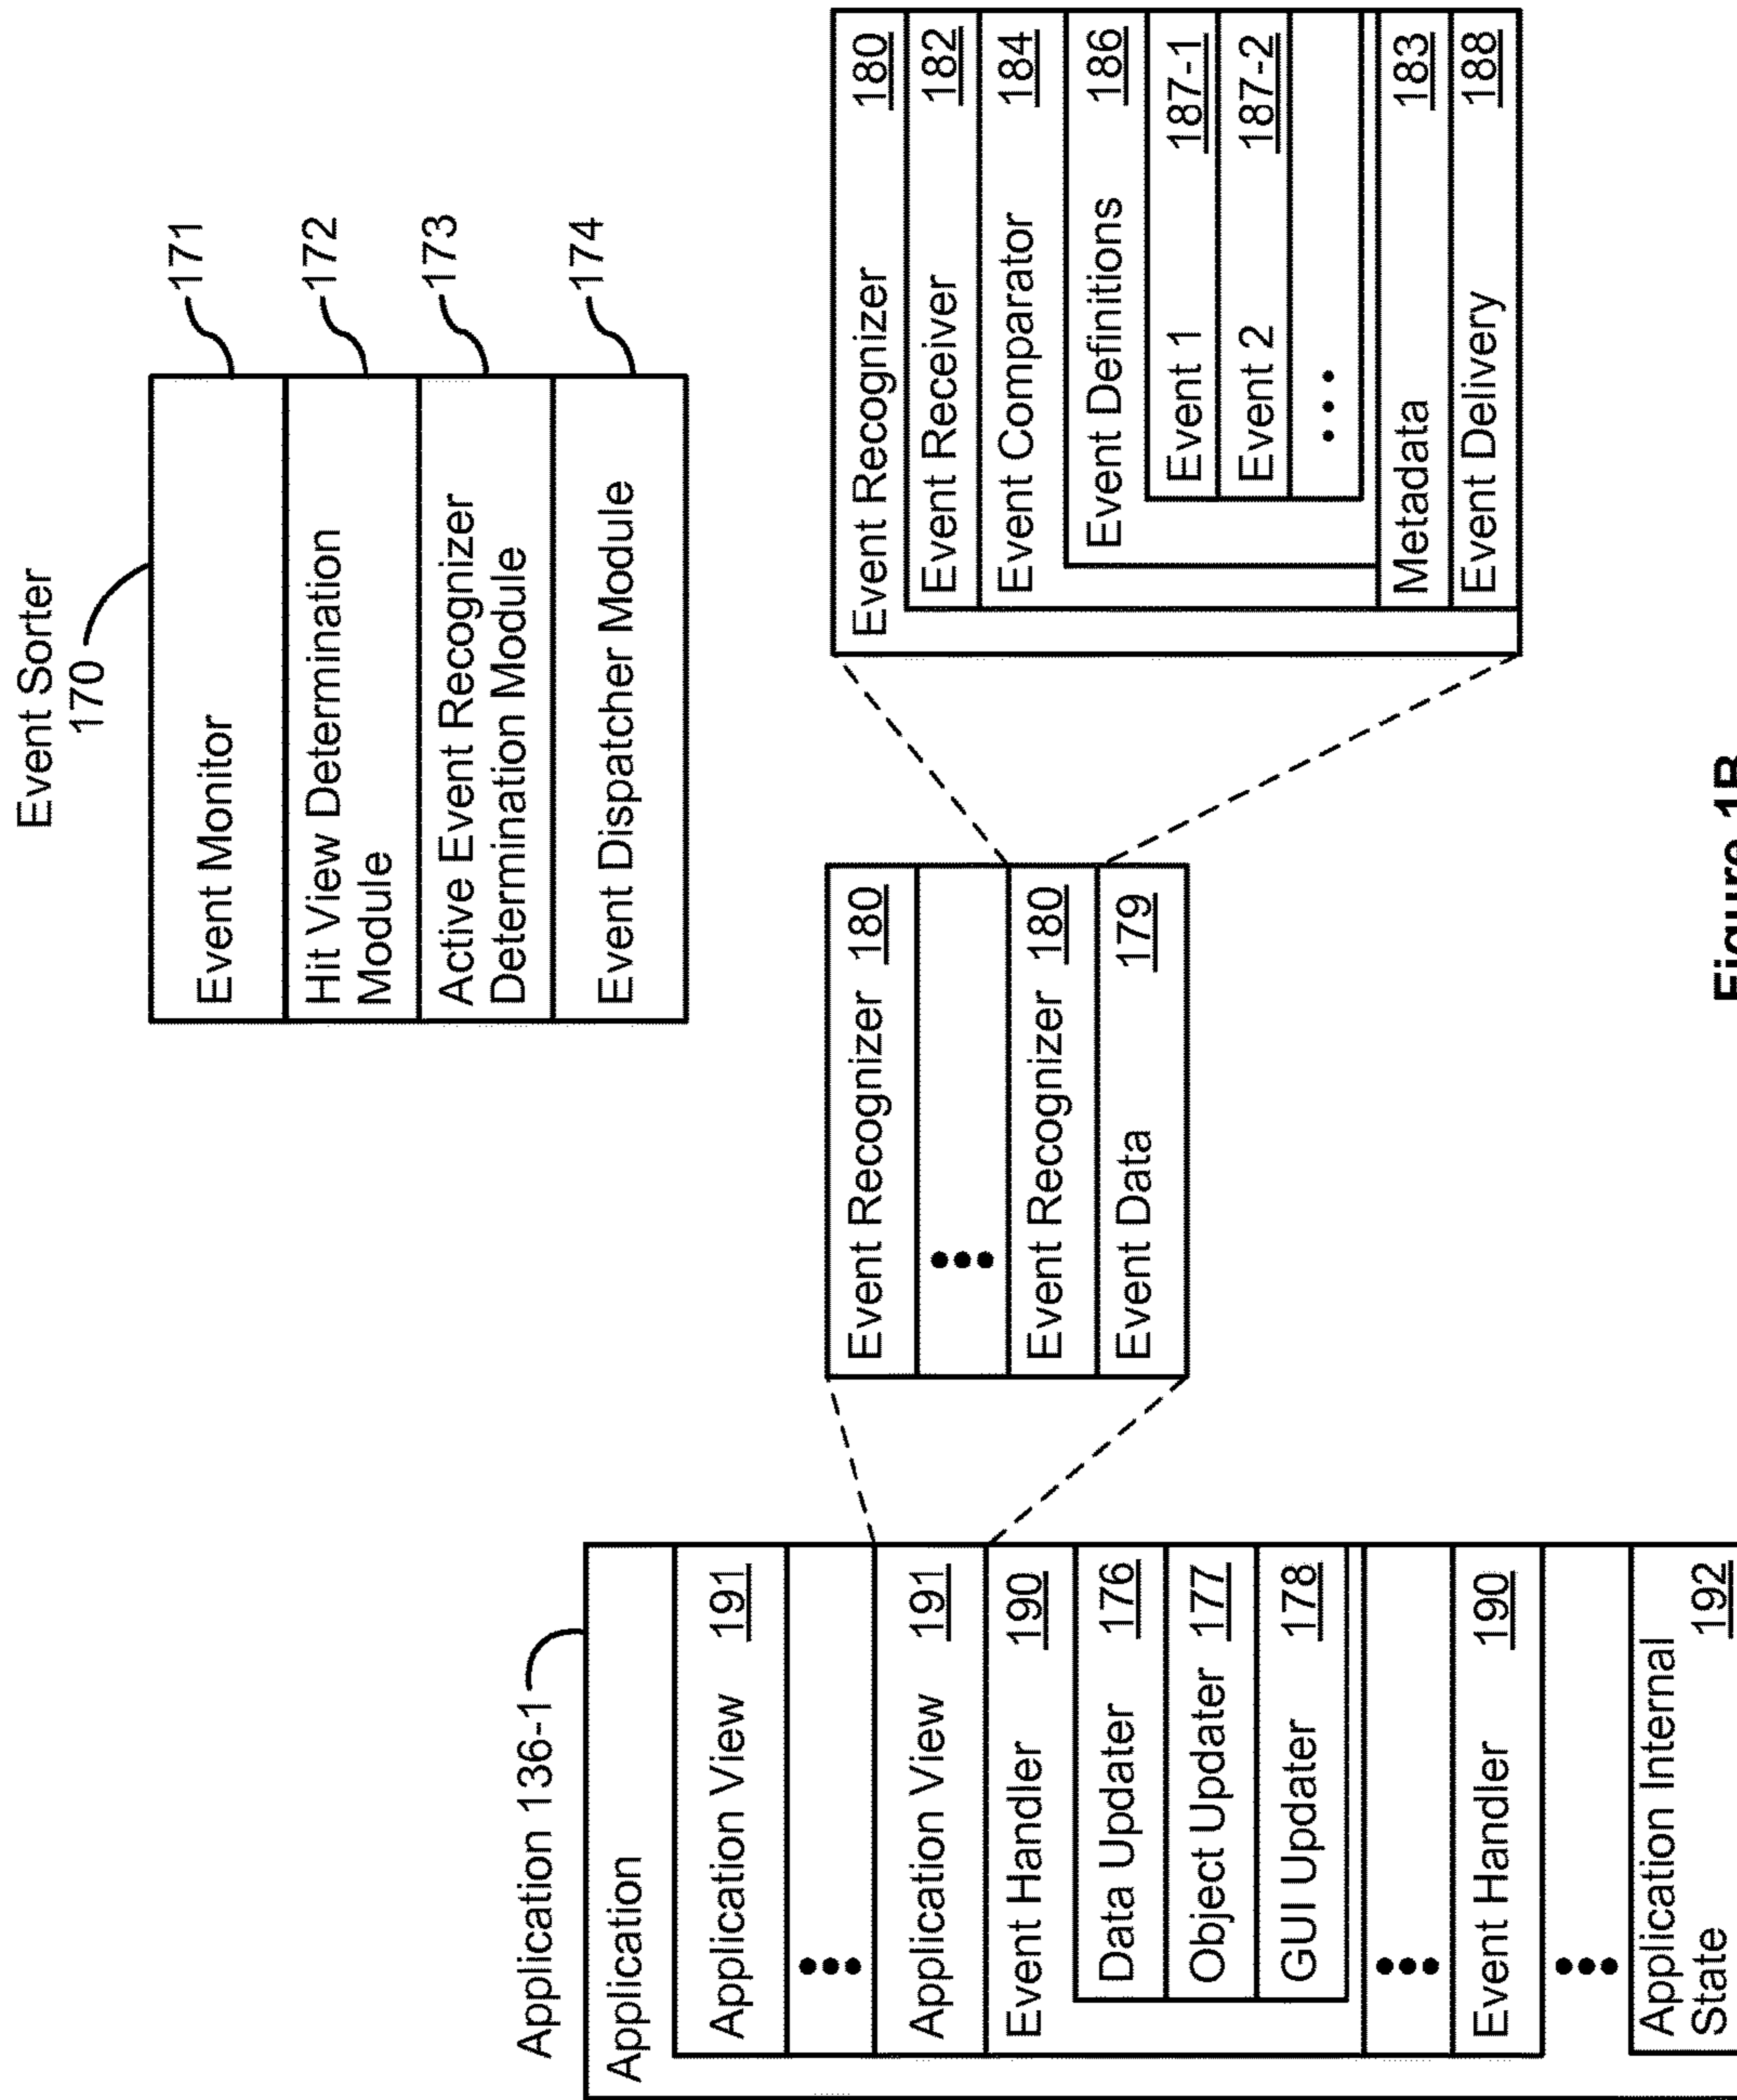 Event Sorter
170
Event Monitor
171
Hit View Determination
Module
172
Active Event Recognizer
Determination Module
173
Event Dispatcher Module
174
Application 136-1
Application
Application View 191
•••
Application View 191
Event Handler 190
Data Updater 176
Object Updater 177
GUI Updater 178
•••
Event Handler 190
•••
Application Internal
State 192
Event Recognizer 180
•••
Event Recognizer 180
Event Data 179
Event Recognizer 180
Event Receiver 182
Event Comparator 184
Event Definitions 186
Event 1 187-1
Event 2 187-2
•••
Metadata 183
Event Delivery 188
Figure 1B